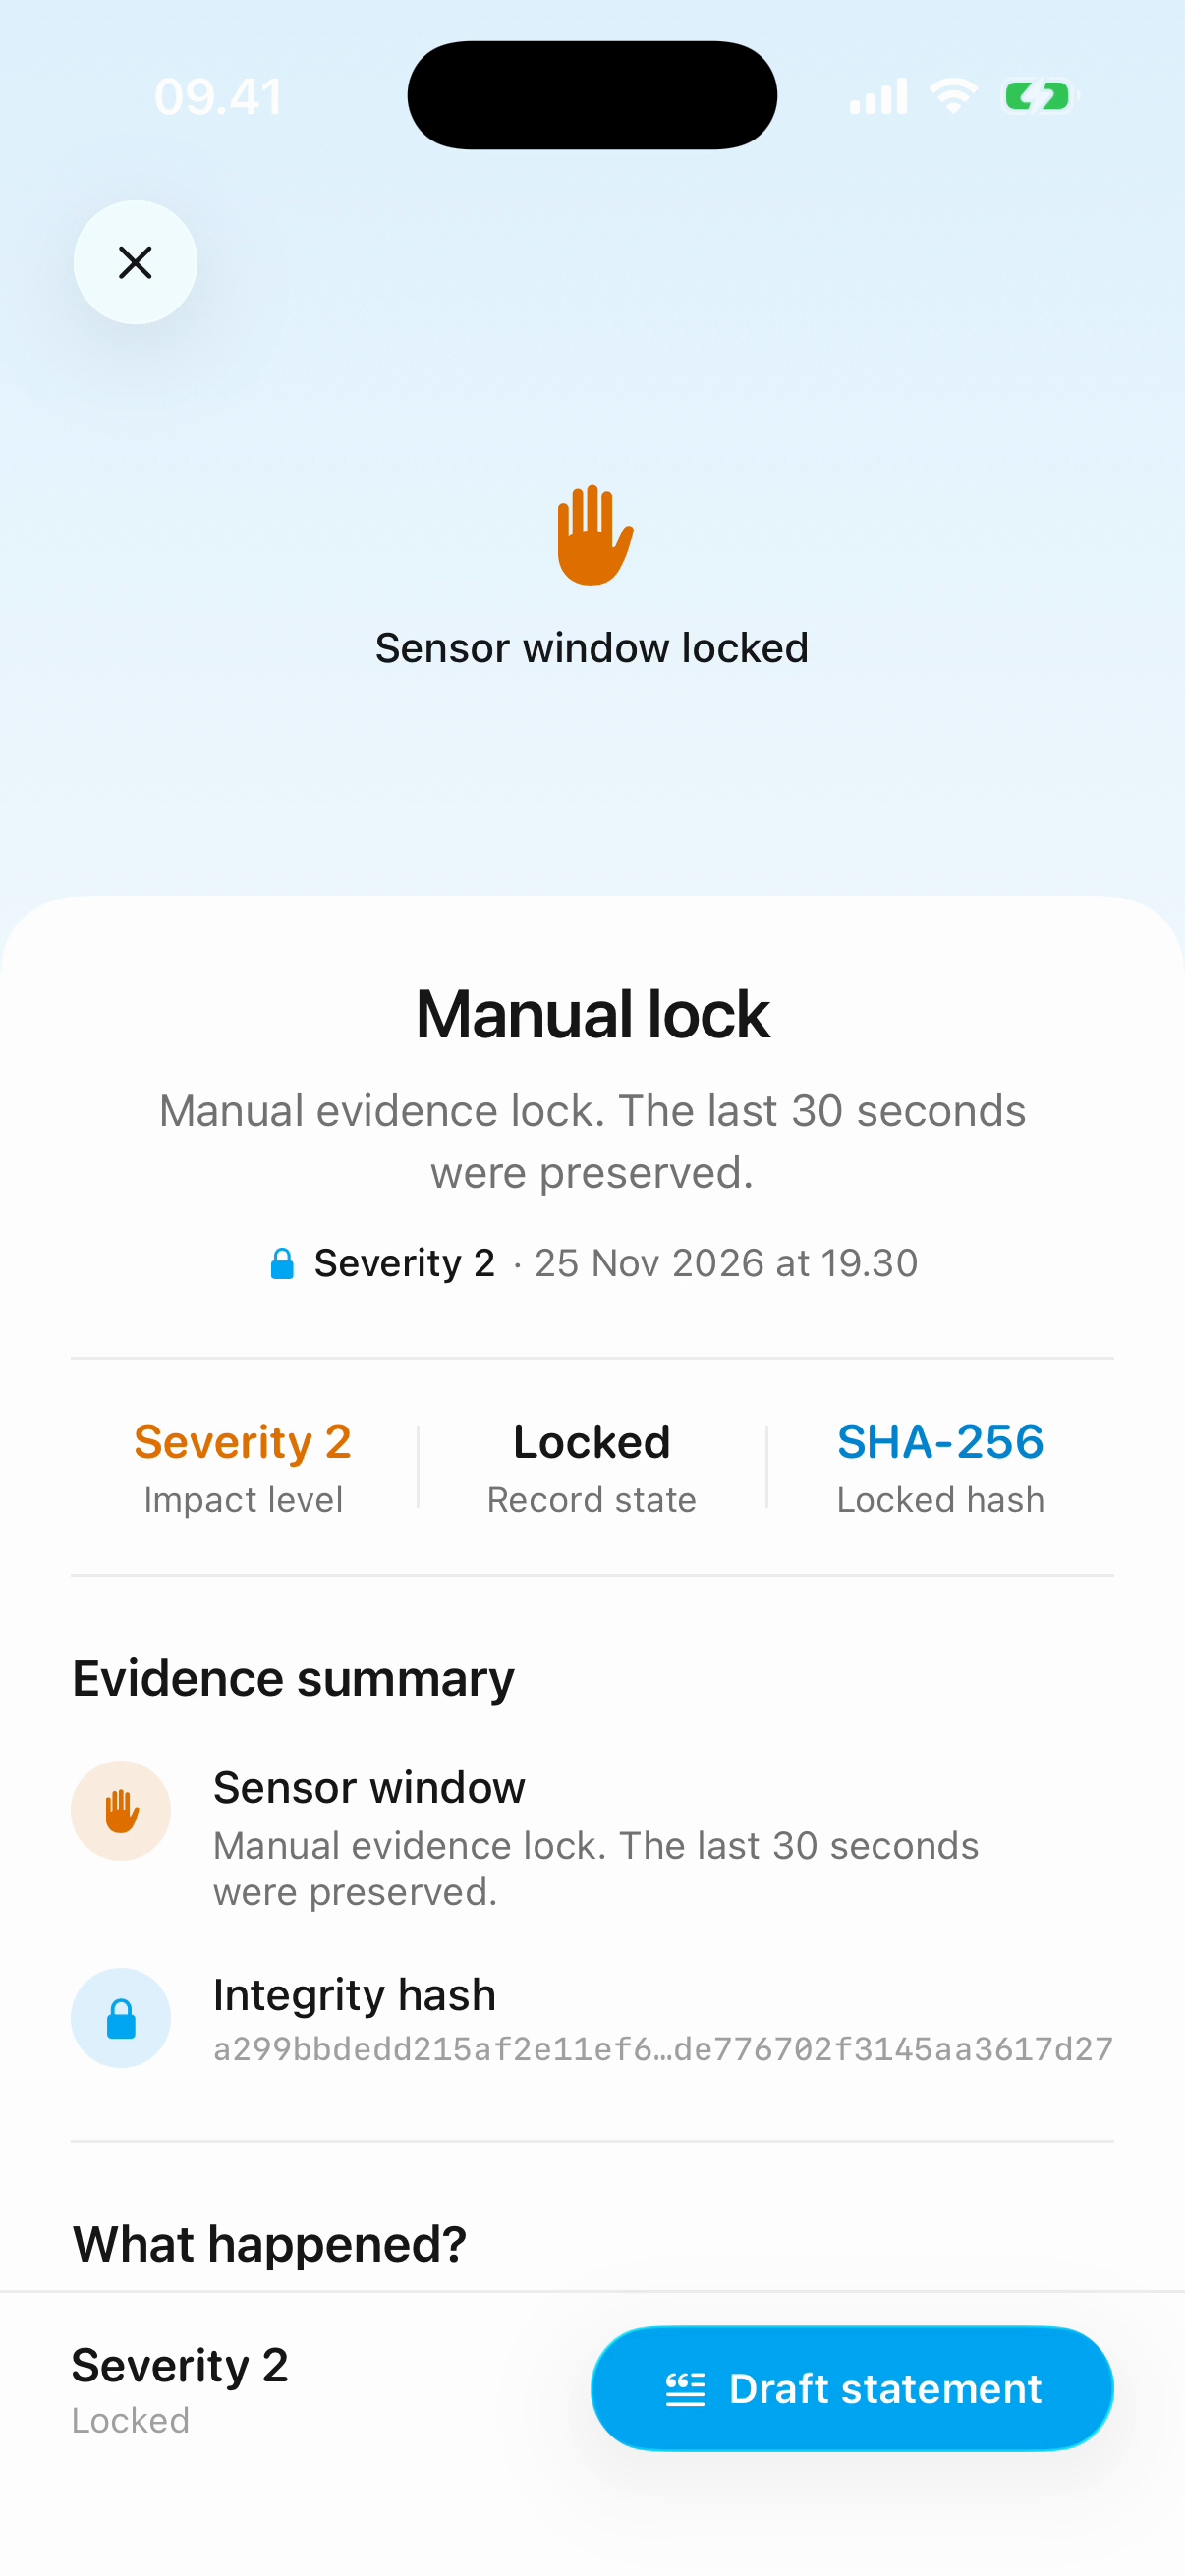 09.41
Sensor window locked
Manual lock
Manual evidence lock. The last 30 seconds
were preserved.
Severity 2 · 25 Nov 2026 at 19.30
Severity 2
Impact level
Locked
Record state
SHA-256
Locked hash
Evidence summary
Sensor window
Manual evidence lock. The last 30 seconds
were preserved.
Integrity hash
a299bbdedd215af2e11ef6…de776702f3145aa3617d27
What happened?
Severity 2
Locked
Draft statement